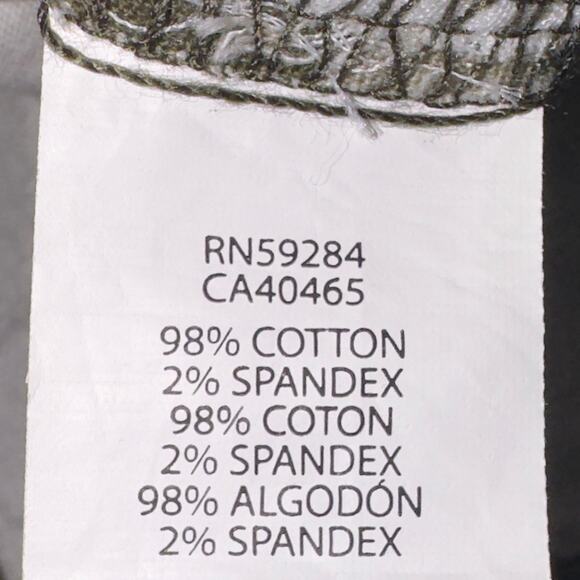 RN59284
CA40465
98% COTTON
2% SPANDEX
98% COTON
2% SPANDEX
98% ALGODÓN
2% SPANDEX